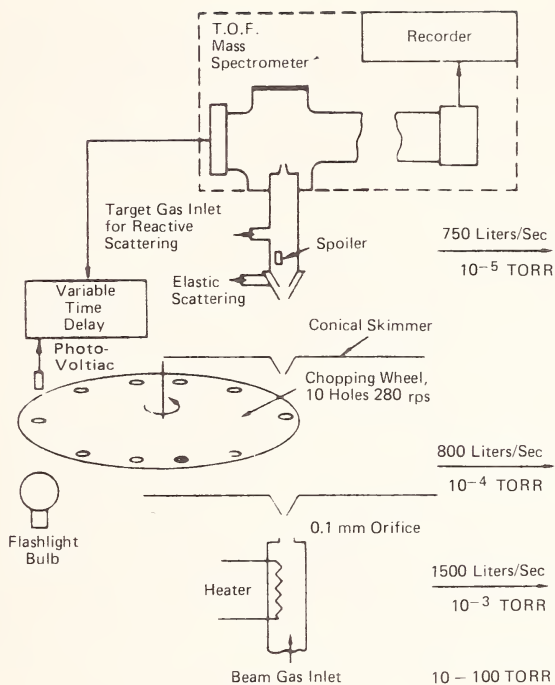 T.O.F.
Mass
Spectrometer
Recorder
Target Gas Inlet
for Reactive
Scattering
Spoiler
750 Liters/Sec
10⁻⁵ TORR
Elastic
Scattering
Variable
Time
Delay
Photo-
Voltiac
Conical Skimmer
Chopping Wheel,
10 Holes 280 rps
800 Liters/Sec
10⁻⁴ TORR
Flashlight
Bulb
0.1 mm Orifice
Heater
1500 Liters/Sec
10⁻³ TORR
Beam Gas Inlet
10 – 100 TORR